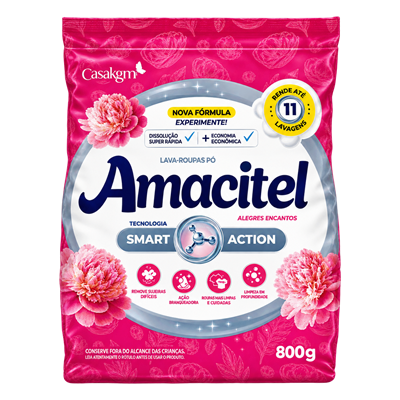 Casakgm
NOVA FÓRMULA
EXPERIMENTE!
DISSOLUÇÃO
SUPER RÁPIDA
+ ECONOMIA
ECONÔMICA
BENDE ATÉ
11
LAVAGENS
LAVA-ROUPAS PÓ
Amacitel
ALEGRES ENCANTOS
TECNOLOGIA
SMART ACTION
REMOVE SUJEIRAS
DIFÍCEIS
AÇÃO
BRANQUEADORA
ROUPAS MAIS LIMPAS
E CUIDADAS
LIMPEZA EM
PROFUNDIDADE
CONSERVE FORA DO ALCANCE DAS CRIANÇAS.
LEIA ATENTAMENTE O RÓTULO ANTES DE USAR O PRODUTO.
800g